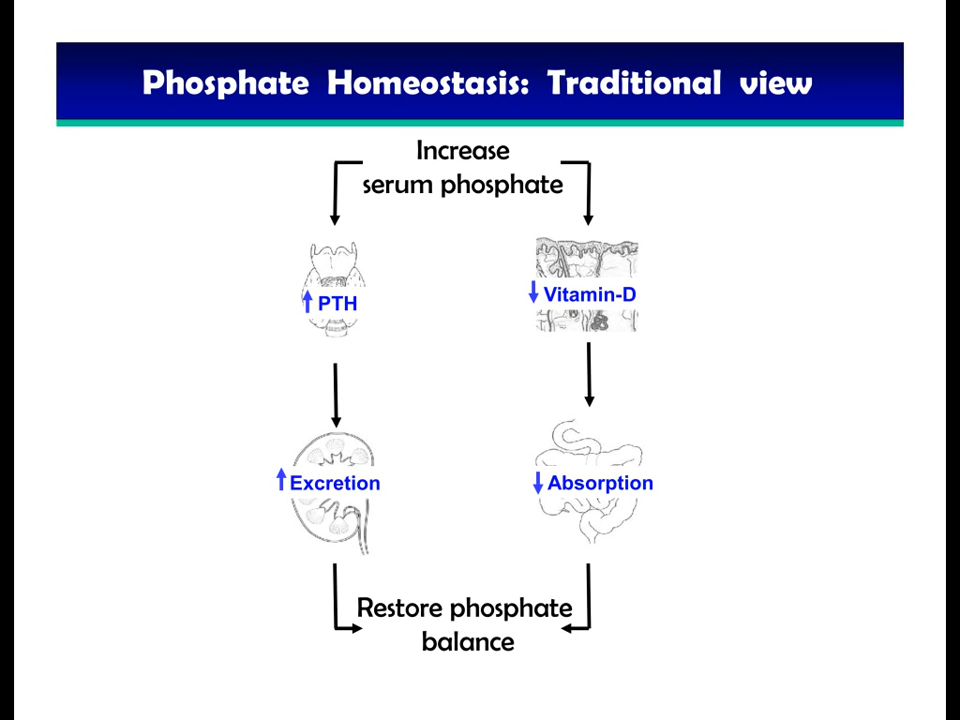 Phosphate Homeostasis: Traditional view
Increase
serum phosphate
↑ PTH
↓ Vitamin-D
↑ Excretion
↓ Absorption
Restore phosphate
balance